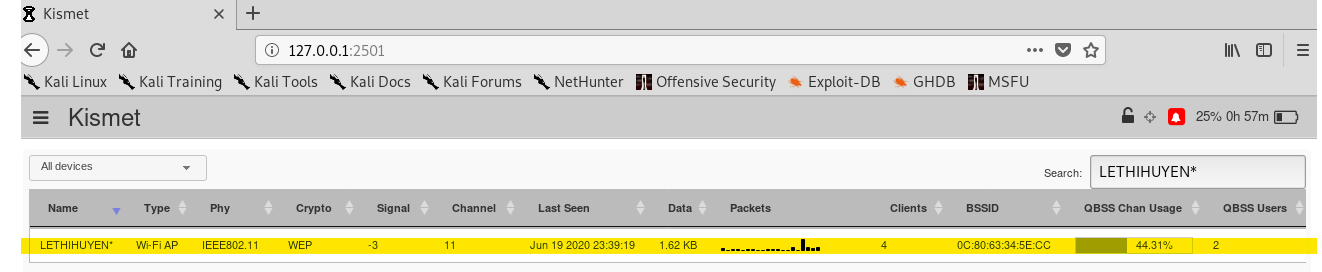 Kismet
127.0.0.1:2501
Kali Linux Kali Training Kali Tools Kali Docs Kali Forums NetHunter Offensive Security Exploit-DB GHDB MSFU
Kismet 25% 0h 57m
All devices Search: LETHIHUYEN*
Name Type Phy Crypto Signal Channel Last Seen Data Packets Clients BSSID QBSS Chan Usage QBSS Users
LETHIHUYEN* Wi-Fi AP IEEE802.11 WEP -3 11 Jun 19 2020 23:39:19 1.62 KB 4 0C:80:63:34:5E:CC 44.31% 2